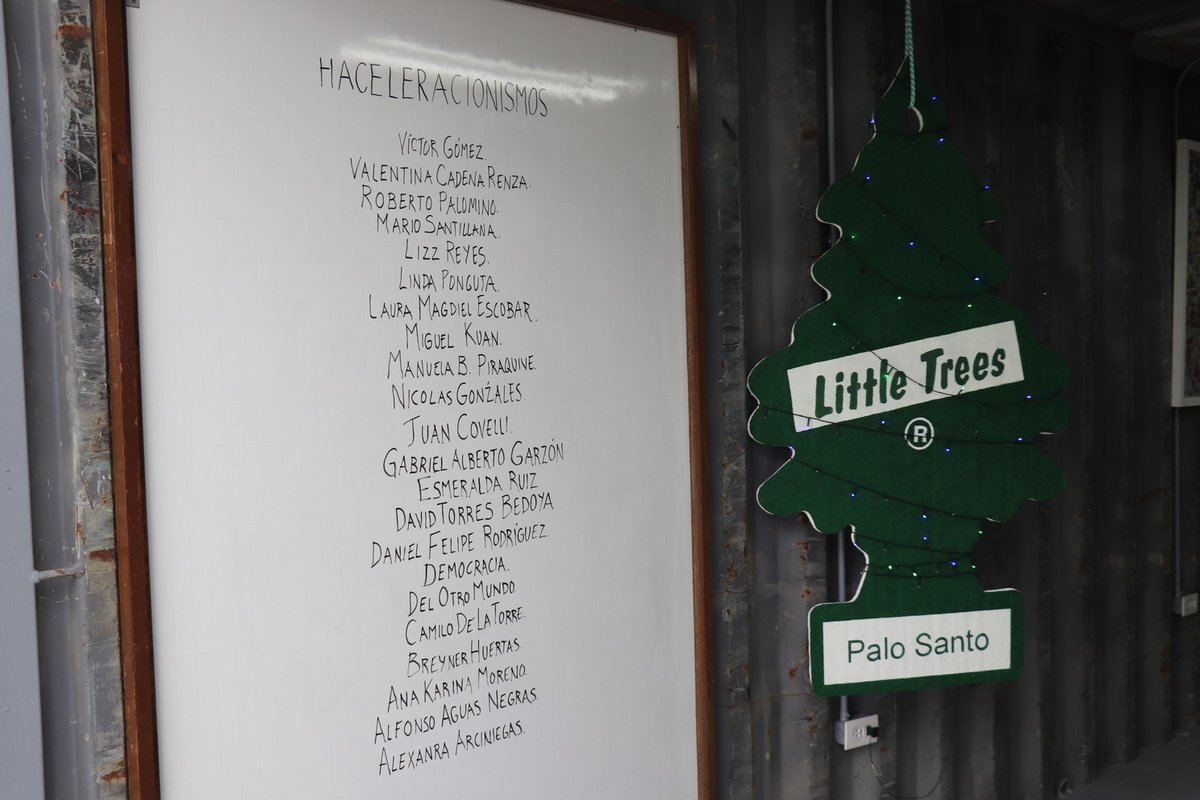 HACELERACIONISMOS
VÍCTOR GÓMEZ.
VALENTINA CADENA RENZA.
ROBERTO PALOMINO.
MARIO SANTILLANA.
LIZZ REYES.
LINDA PONGUTA.
LAURA MAGDIEL ESCOBAR.
MIGUEL KUAN.
MANUELA B. PIRAQUIVE.
NICOLAS GONZALES
JUAN COVELLI.
GABRIEL ALBERTO GARZÓN
ESMERALDA RUIZ
DAVID TORRES BEDOYA
DANIEL FELIPE RODRÍGUEZ.
DEMOCRACIA.
DEL OTRO MUNDO.
CAMILO DE LA TORRE.
BREYNER HUERTAS.
ANA KARINA MORENO.
ALFONSO AGUAS NEGRAS.
ALEXANRA ARCINIEGAS.
Little Trees
®
Palo Santo